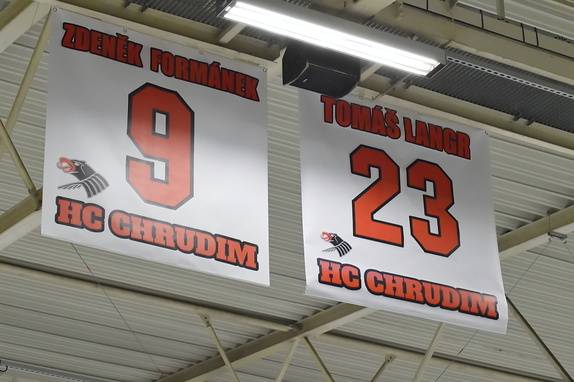 ZDENĚK FORMÁNEK
9
HC CHRUDIM
TOMÁŠ LANGR
23
HC CHRUDIM